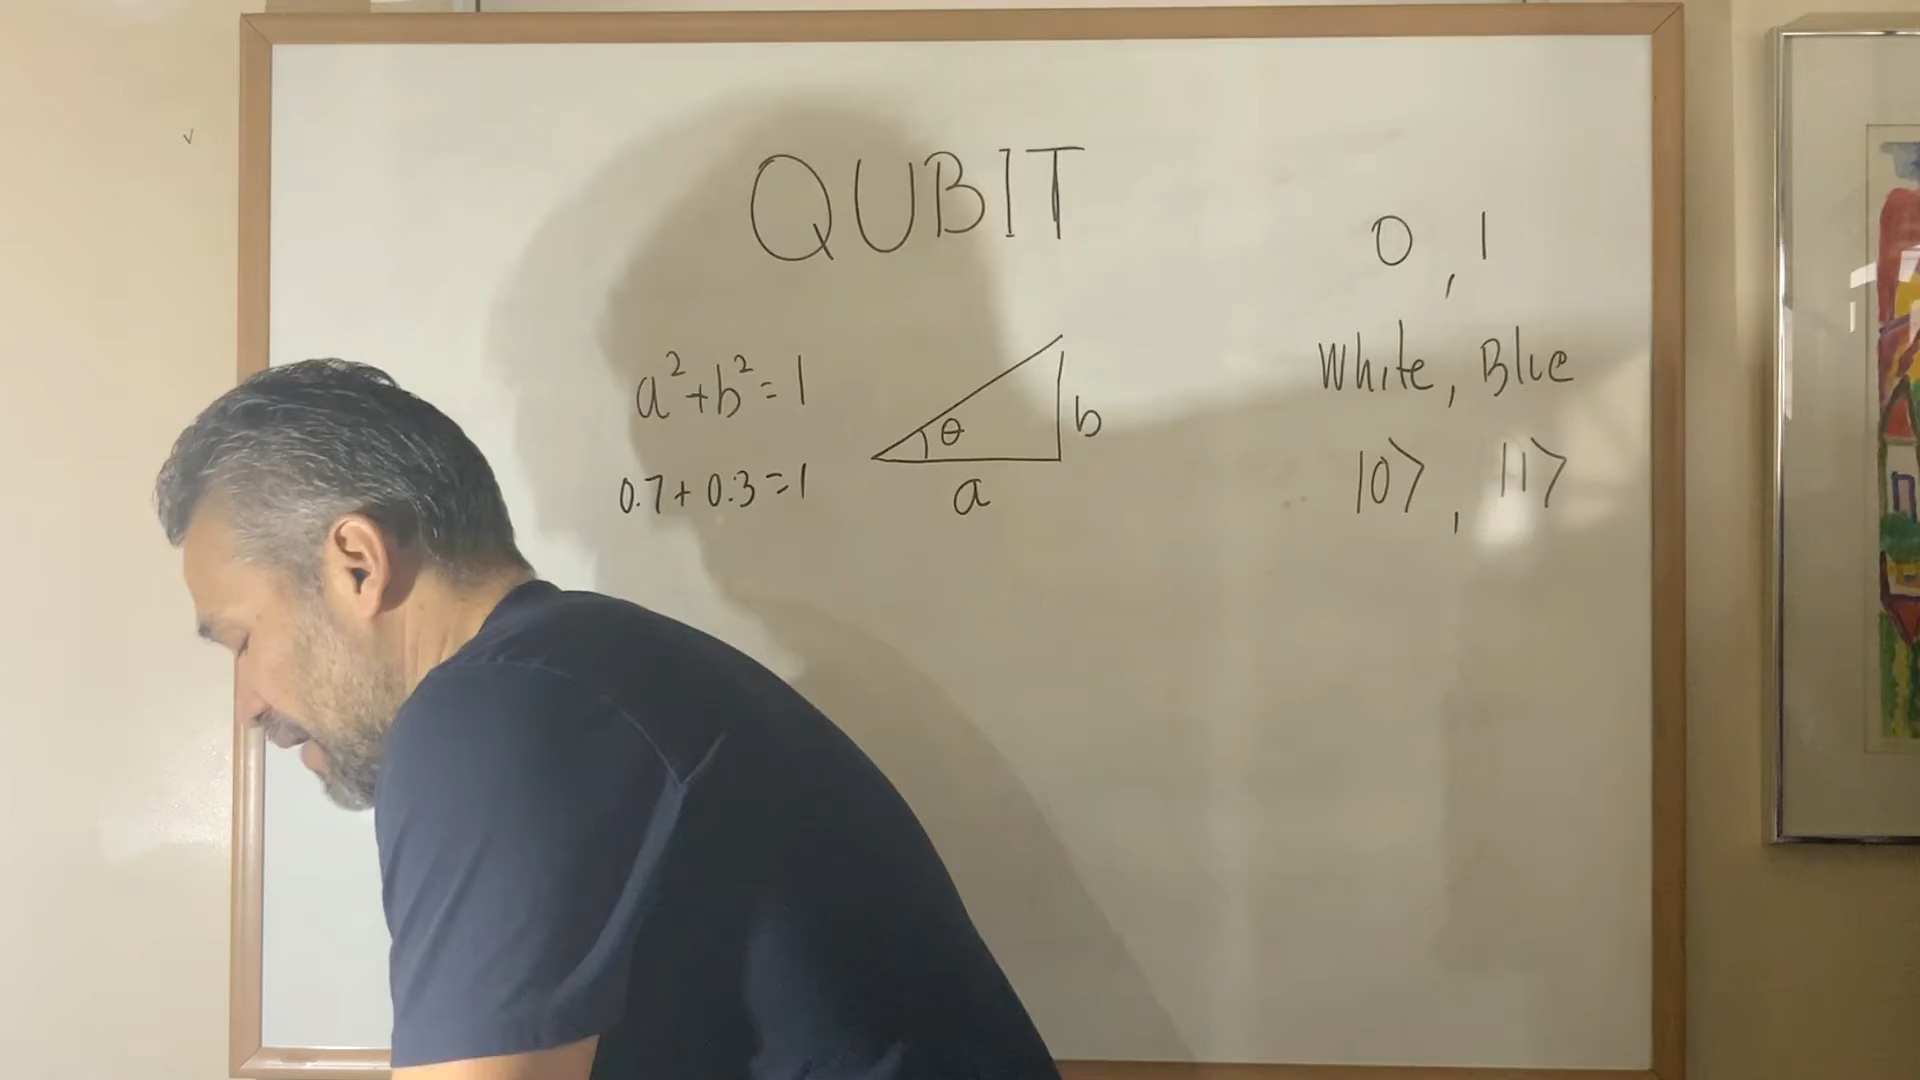 QUBIT
a²+b²=1
0.7+0.3=1
θ
b
a
0, 1
White, Blue
|0⟩, |1⟩